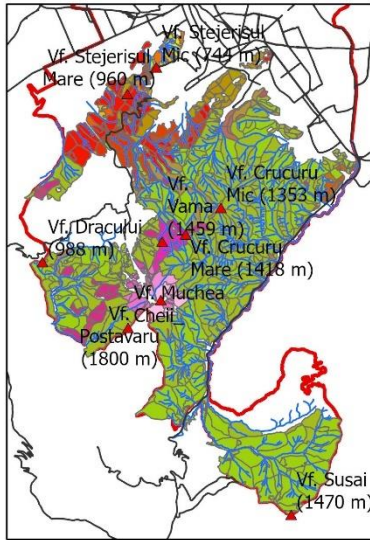 Vf. Stejerisul
Mic (744 m)
Vf. Stejerisul
Mare (960 m)
Vf. Crucuru
Mic (1353 m)
Vf.
Vama
(1459 m)
Vf. Dracului
(988 m)
Vf. Crucuru
Mare (1418 m)
Vf. Muchea
Cheii
Vf.
Postavaru
(1800 m)
Vf. Susai
(1470 m)